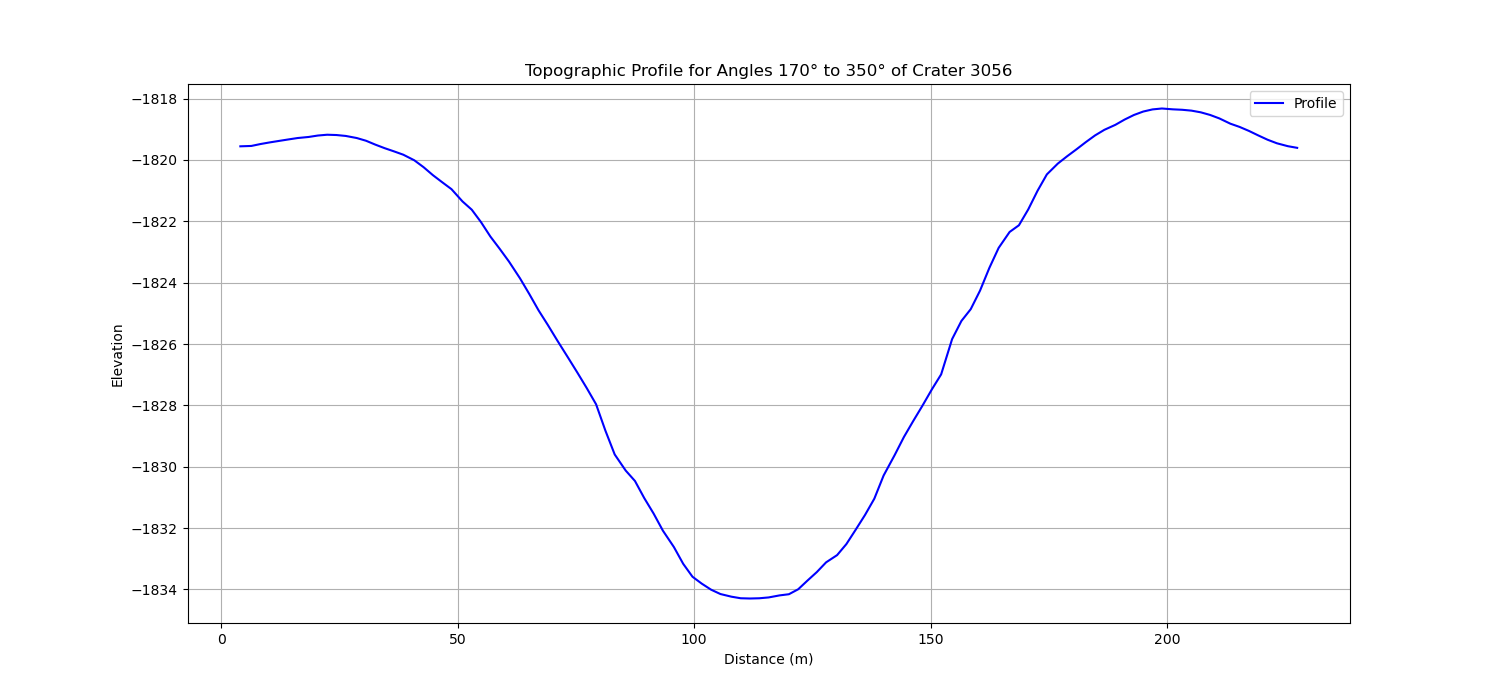 Topographic Profile for Angles 170° to 350° of Crater 3056
Profile
−1818
−1820
−1822
−1824
−1826
−1828
−1830
−1832
−1834
Elevation
0 50 100 150 200
Distance (m)